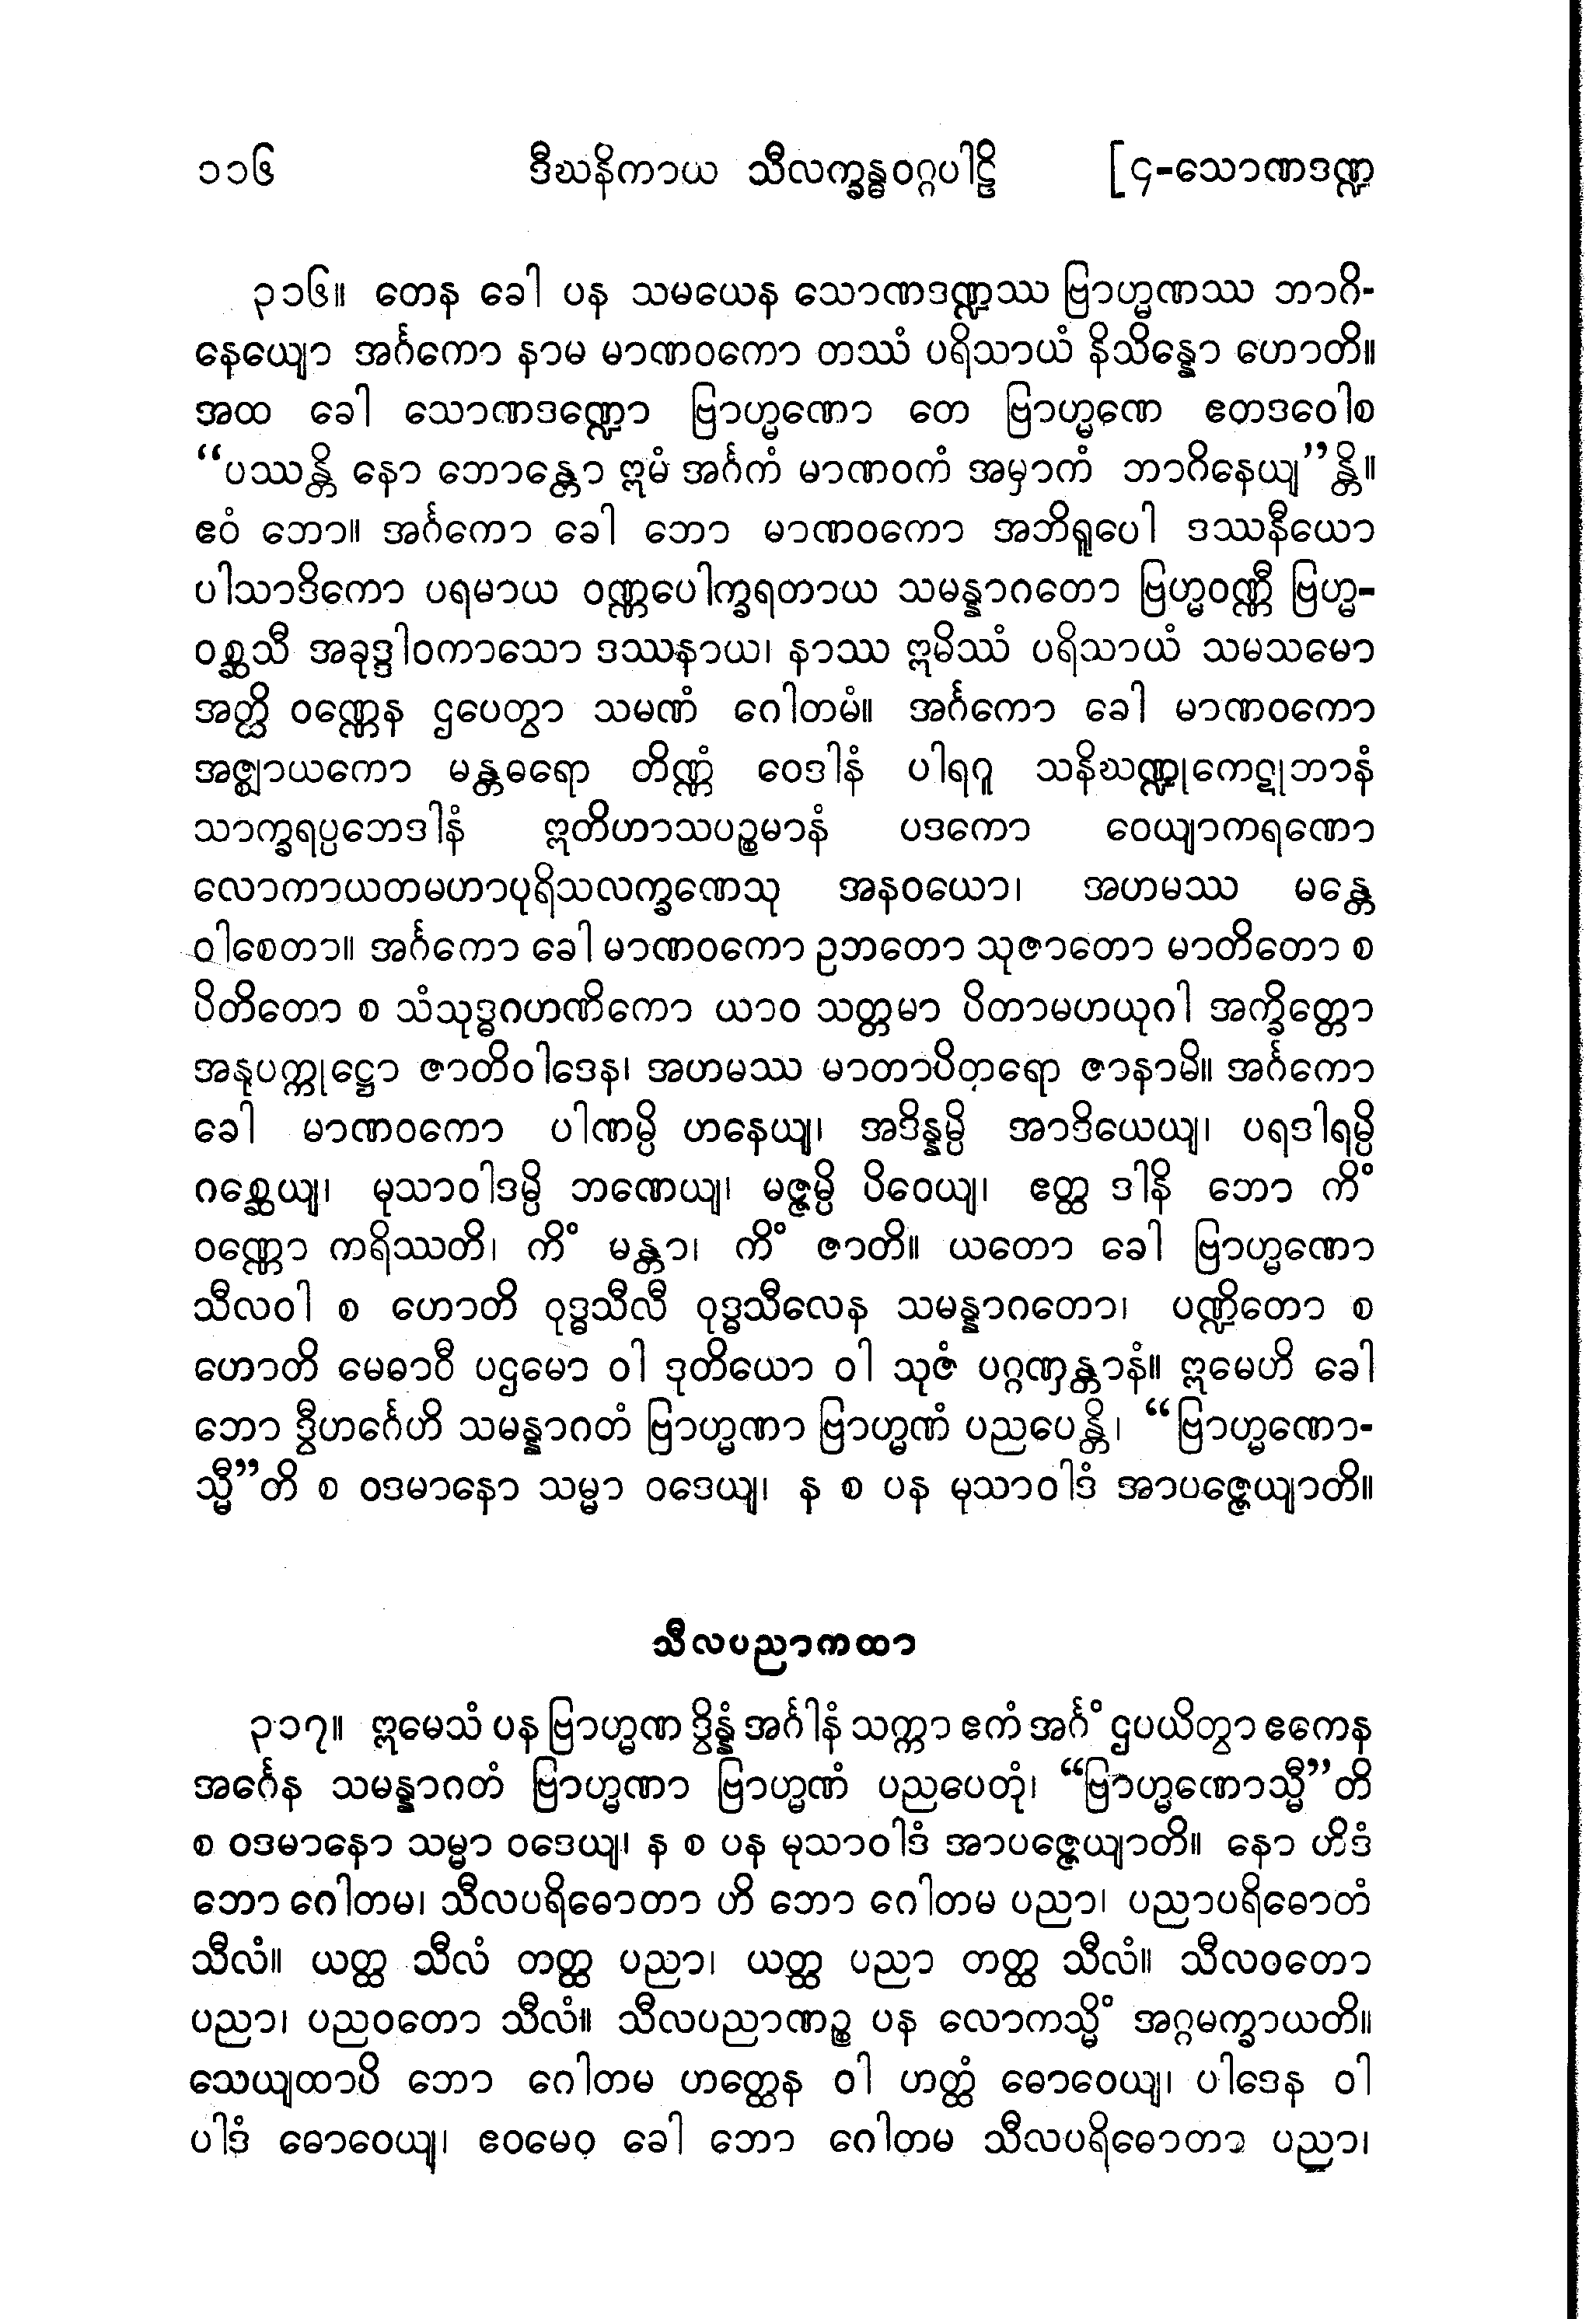 ၁၁၆ ဒီဃနိကာယ သီလက္ခန္ဓဝဂ္ဂပါဠိ [၄-သောဏဒဏ္ဍ
၃၁၆။ တေန ခေါ ပန သမယေန သောဏဒဏ္ဍဿ ဗြာဟ္မဏဿ ဘာဂိ-
နေယျော အင်္ဂကော နာမ မာဏဝကော တဿံ ပရိသာယံ နိသိန္နော ဟောတိ။
အထ ခေါ သောဏဒဏ္ဍော ဗြာဟ္မဏော တေ ဗြာဟ္မဏေ ဧတဒဝေါစ
“ပဿန္တိ နော ဘောန္တော ဣမံ အင်္ဂကံ မာဏဝကံ အမှာကံ ဘာဂိနေယျ”န္တိ။
ဧဝံ ဘော။ အင်္ဂကော ခေါ ဘော မာဏဝကော အဘိရူပေါ ဒဿနီယော
ပါသာဒိကော ပရမာယ ဝဏ္ဏပေါက္ခရတာယ သမန္နာဂတော ဗြဟ္မဝဏ္ဏီ ဗြဟ္မ-
ဝစ္ဆသီ အခုဒ္ဒါဝကာသော ဒဿနာယ၊ နာဿ ဣမိဿံ ပရိသာယံ သမသမော
အတ္ထိ ဝဏ္ဏေန ဌပေတွာ သမဏံ ဂေါတမံ။ အင်္ဂကော ခေါ မာဏဝကော
အဇ္ဈာယကော မန္တဓရော တိဏ္ဏံ ဝေဒါနံ ပါရဂူ သနိဃဏ္ဍုကေဋုဘာနံ
သာက္ခရပ္ပဘေဒါနံ ဣတိဟာသပဉ္စမာနံ ပဒကော ဝေယျာကရဏော
လောကာယတမဟာပုရိသလက္ခဏေသု အနဝယော၊ အဟမဿ မန္တေ
ဝါစေတာ။ အင်္ဂကော ခေါ မာဏဝကော ဥဘတော သုဇာတော မာတိတော စ
ပိတိတော စ သံသုဒ္ဓဂဟဏိကော ယာဝ သတ္တမာ ပိတာမဟယုဂါ အက္ခိတ္တော
အနုပက္ကုဋ္ဌော ဇာတိဝါဒေန၊ အဟမဿ မာတာပိတရော ဇာနာမိ။ အင်္ဂကော
ခေါ မာဏဝကော ပါဏမ္ပိ ဟနေယျ၊ အဒိန္နမ္ပိ အာဒိယေယျ၊ ပရဒါရမ္ပိ
ဂစ္ဆေယျ၊ မုသာဝါဒမ္ပိ ဘဏေယျ၊ မဇ္ဇမ္ပိ ပိဝေယျ၊ ဧတ္ထ ဒါနိ ဘော ကိံ
ဝဏ္ဏော ကရိဿတိ၊ ကိံ မန္တာ၊ ကိံ ဇာတိ။ ယတော ခေါ ဗြာဟ္မဏော
သီလဝါ စ ဟောတိ ဝုဒ္ဓသီလီ ဝုဒ္ဓသီလေန သမန္နာဂတော၊ ပဏ္ဍိတော စ
ဟောတိ မေဓာဝီ ပဌမော ဝါ ဒုတိယော ဝါ သုဇံ ပဂ္ဂဏှန္တာနံ။ ဣမေဟိ ခေါ
ဘော ဒွီဟင်္ဂေဟိ သမန္နာဂတံ ဗြာဟ္မဏာ ဗြာဟ္မဏံ ပညပေန္တိ၊ “ဗြာဟ္မဏော-
သ္မီ”တိ စ ဝဒမာနော သမ္မာ ဝဒေယျ၊ န စ ပန မုသာဝါဒံ အာပဇ္ဇေယျာတိ။
သီလပညာကထာ
၃၁၇။ ဣမေသံ ပန ဗြာဟ္မဏ ဒွိန္နံ အင်္ဂါနံ သက္ကာ ဧကံ အင်္ဂံ ဌပယိတွာ ဧကေန
အင်္ဂေန သမန္နာဂတံ ဗြာဟ္မဏာ ဗြာဟ္မဏံ ပညပေတုံ၊ “ဗြာဟ္မဏောသ္မီ”တိ
စ ဝဒမာနော သမ္မာ ဝဒေယျ၊ န စ ပန မုသာဝါဒံ အာပဇ္ဇေယျာတိ။ နော ဟိဒံ
ဘော ဂေါတမ၊ သီလပရိဓောတာ ဟိ ဘော ဂေါတမ ပညာ၊ ပညာပရိဓောတံ
သီလံ။ ယတ္ထ သီလံ တတ္ထ ပညာ၊ ယတ္ထ ပညာ တတ္ထ သီလံ။ သီလဝတော
ပညာ၊ ပညဝတော သီလံ။ သီလပညာဏဉ္စ ပန လောကသ္မိံ အဂ္ဂမက္ခာယတိ။
သေယျထာပိ ဘော ဂေါတမ ဟတ္ထေန ဝါ ဟတ္ထံ ဓောဝေယျ၊ ပါဒေန ဝါ
ပါဒံ ဓောဝေယျ၊ ဧဝမေဝ ခေါ ဘော ဂေါတမ သီလပရိဓောတာ ပညာ၊